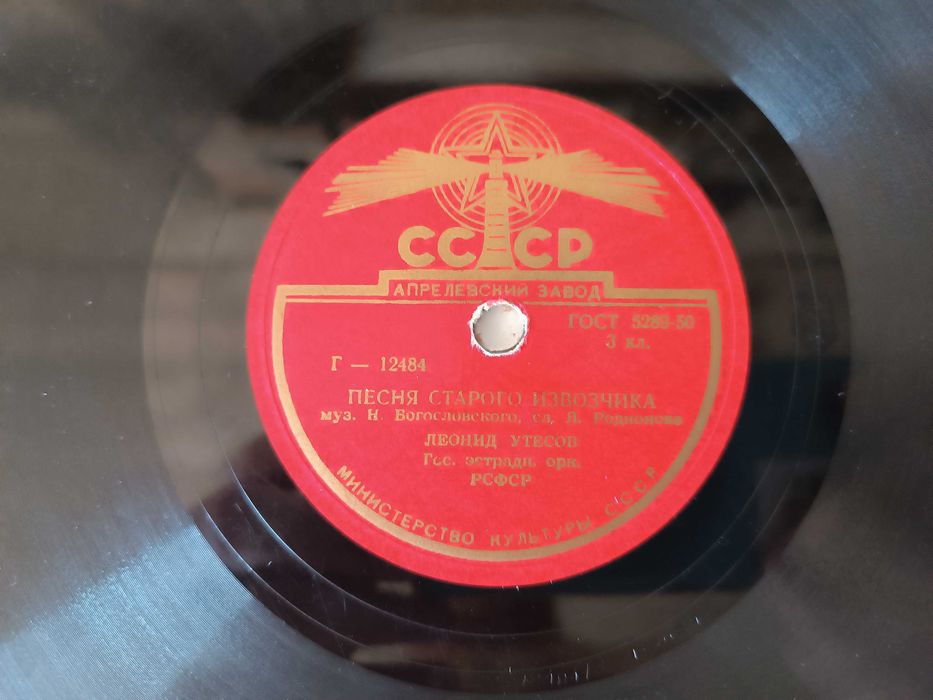 СССР
АПРЕЛЕВСКИЙ ЗАВОД
ГОСТ 5289-50
3 кл.
Г — 12484
ПЕСНЯ СТАРОГО ИЗВОЗЧИКА
муз. Н. Богословского, сл. Я. Родионова
ЛЕОНИД УТЕСОВ
Гос. эстрадн. орк.
РСФСР
МИНИСТЕРСТВО КУЛЬТУРЫ СССР